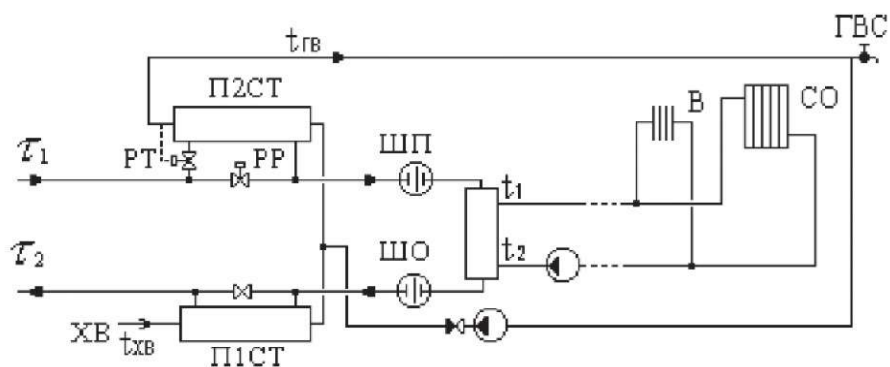 ГВС
tГВ
П2СТ
В
СО
τ1
РТ
РР
ШП
t1
τ2
ШО
t2
ХВ
tХВ
П1СТ